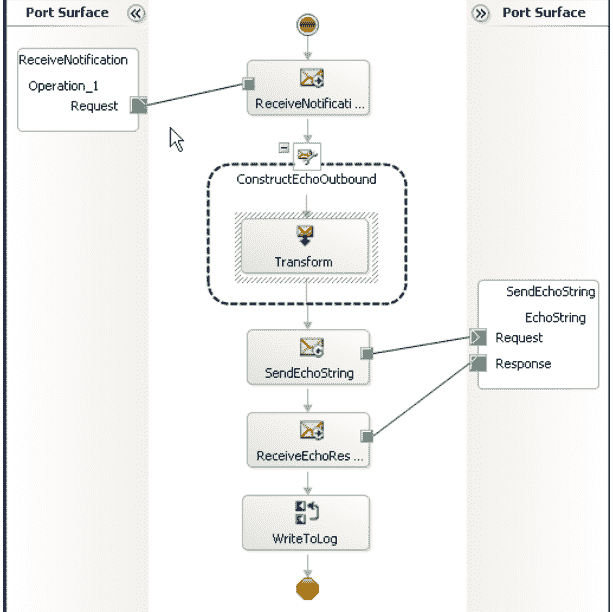 Port Surface
Port Surface
ReceiveNotification
Operation_1
Request
ReceiveNotificati ...
ConstructEchoOutbound
Transform
SendEchoString
EchoString
Request
Response
SendEchoString
ReceiveEchoRes ...
WriteToLog